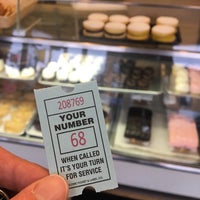 208769
YOUR
NUMBER
68
WHEN CALLED
IT'S YOUR TURN
FOR SERVICE